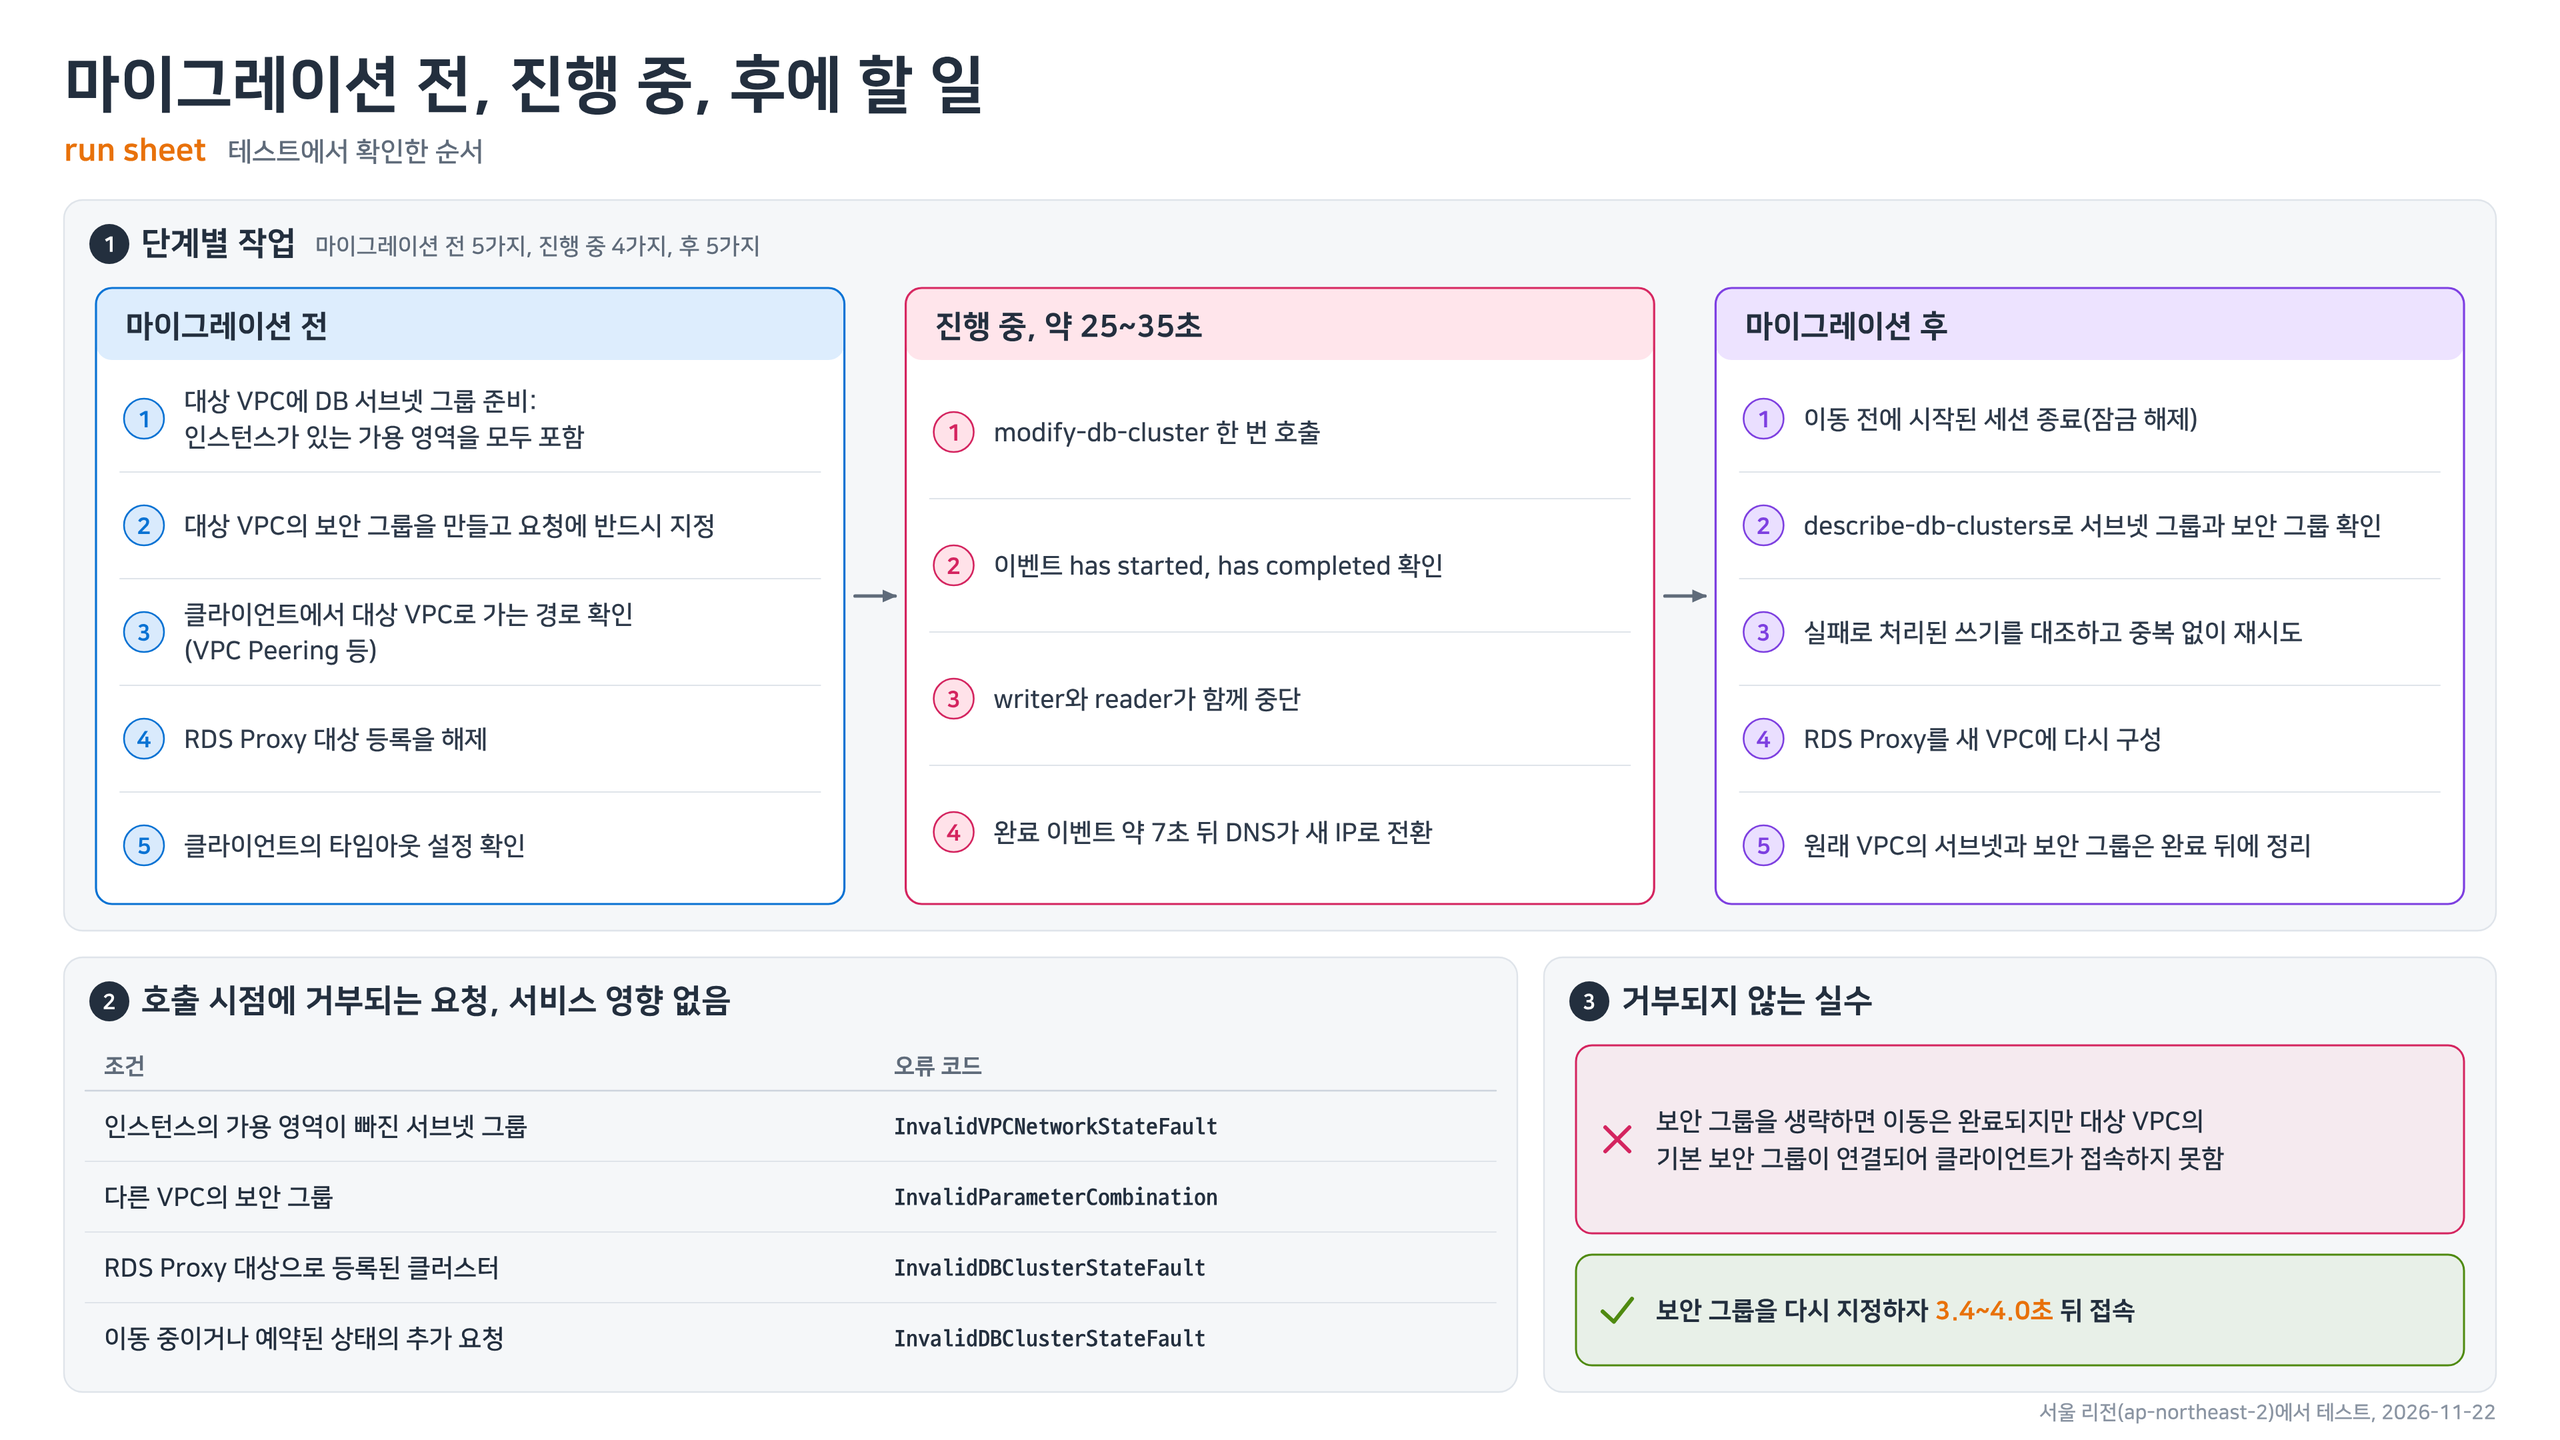 마이그레이션 전, 진행 중, 후에 할 일
run sheet 테스트에서 확인한 순서
1 단계별 작업 마이그레이션 전 5가지, 진행 중 4가지, 후 5가지
마이그레이션 전
1 대상 VPC에 DB 서브넷 그룹 준비:
인스턴스가 있는 가용 영역을 모두 포함
2 대상 VPC의 보안 그룹을 만들고 요청에 반드시 지정
3 클라이언트에서 대상 VPC로 가는 경로 확인
(VPC Peering 등)
4 RDS Proxy 대상 등록을 해제
5 클라이언트의 타임아웃 설정 확인
진행 중, 약 25~35초
1 modify-db-cluster 한 번 호출
2 이벤트 has started, has completed 확인
3 writer와 reader가 함께 중단
4 완료 이벤트 약 7초 뒤 DNS가 새 IP로 전환
마이그레이션 후
1 이동 전에 시작된 세션 종료(잠금 해제)
2 describe-db-clusters로 서브넷 그룹과 보안 그룹 확인
3 실패로 처리된 쓰기를 대조하고 중복 없이 재시도
4 RDS Proxy를 새 VPC에 다시 구성
5 원래 VPC의 서브넷과 보안 그룹은 완료 뒤에 정리
2 호출 시점에 거부되는 요청, 서비스 영향 없음
조건 오류 코드
인스턴스의 가용 영역이 빠진 서브넷 그룹 InvalidVPCNetworkStateFault
다른 VPC의 보안 그룹 InvalidParameterCombination
RDS Proxy 대상으로 등록된 클러스터 InvalidDBClusterStateFault
이동 중이거나 예약된 상태의 추가 요청 InvalidDBClusterStateFault
3 거부되지 않는 실수
보안 그룹을 생략하면 이동은 완료되지만 대상 VPC의
기본 보안 그룹이 연결되어 클라이언트가 접속하지 못함
보안 그룹을 다시 지정하자 3.4~4.0초 뒤 접속
서울 리전(ap-northeast-2)에서 테스트, 2026-11-22